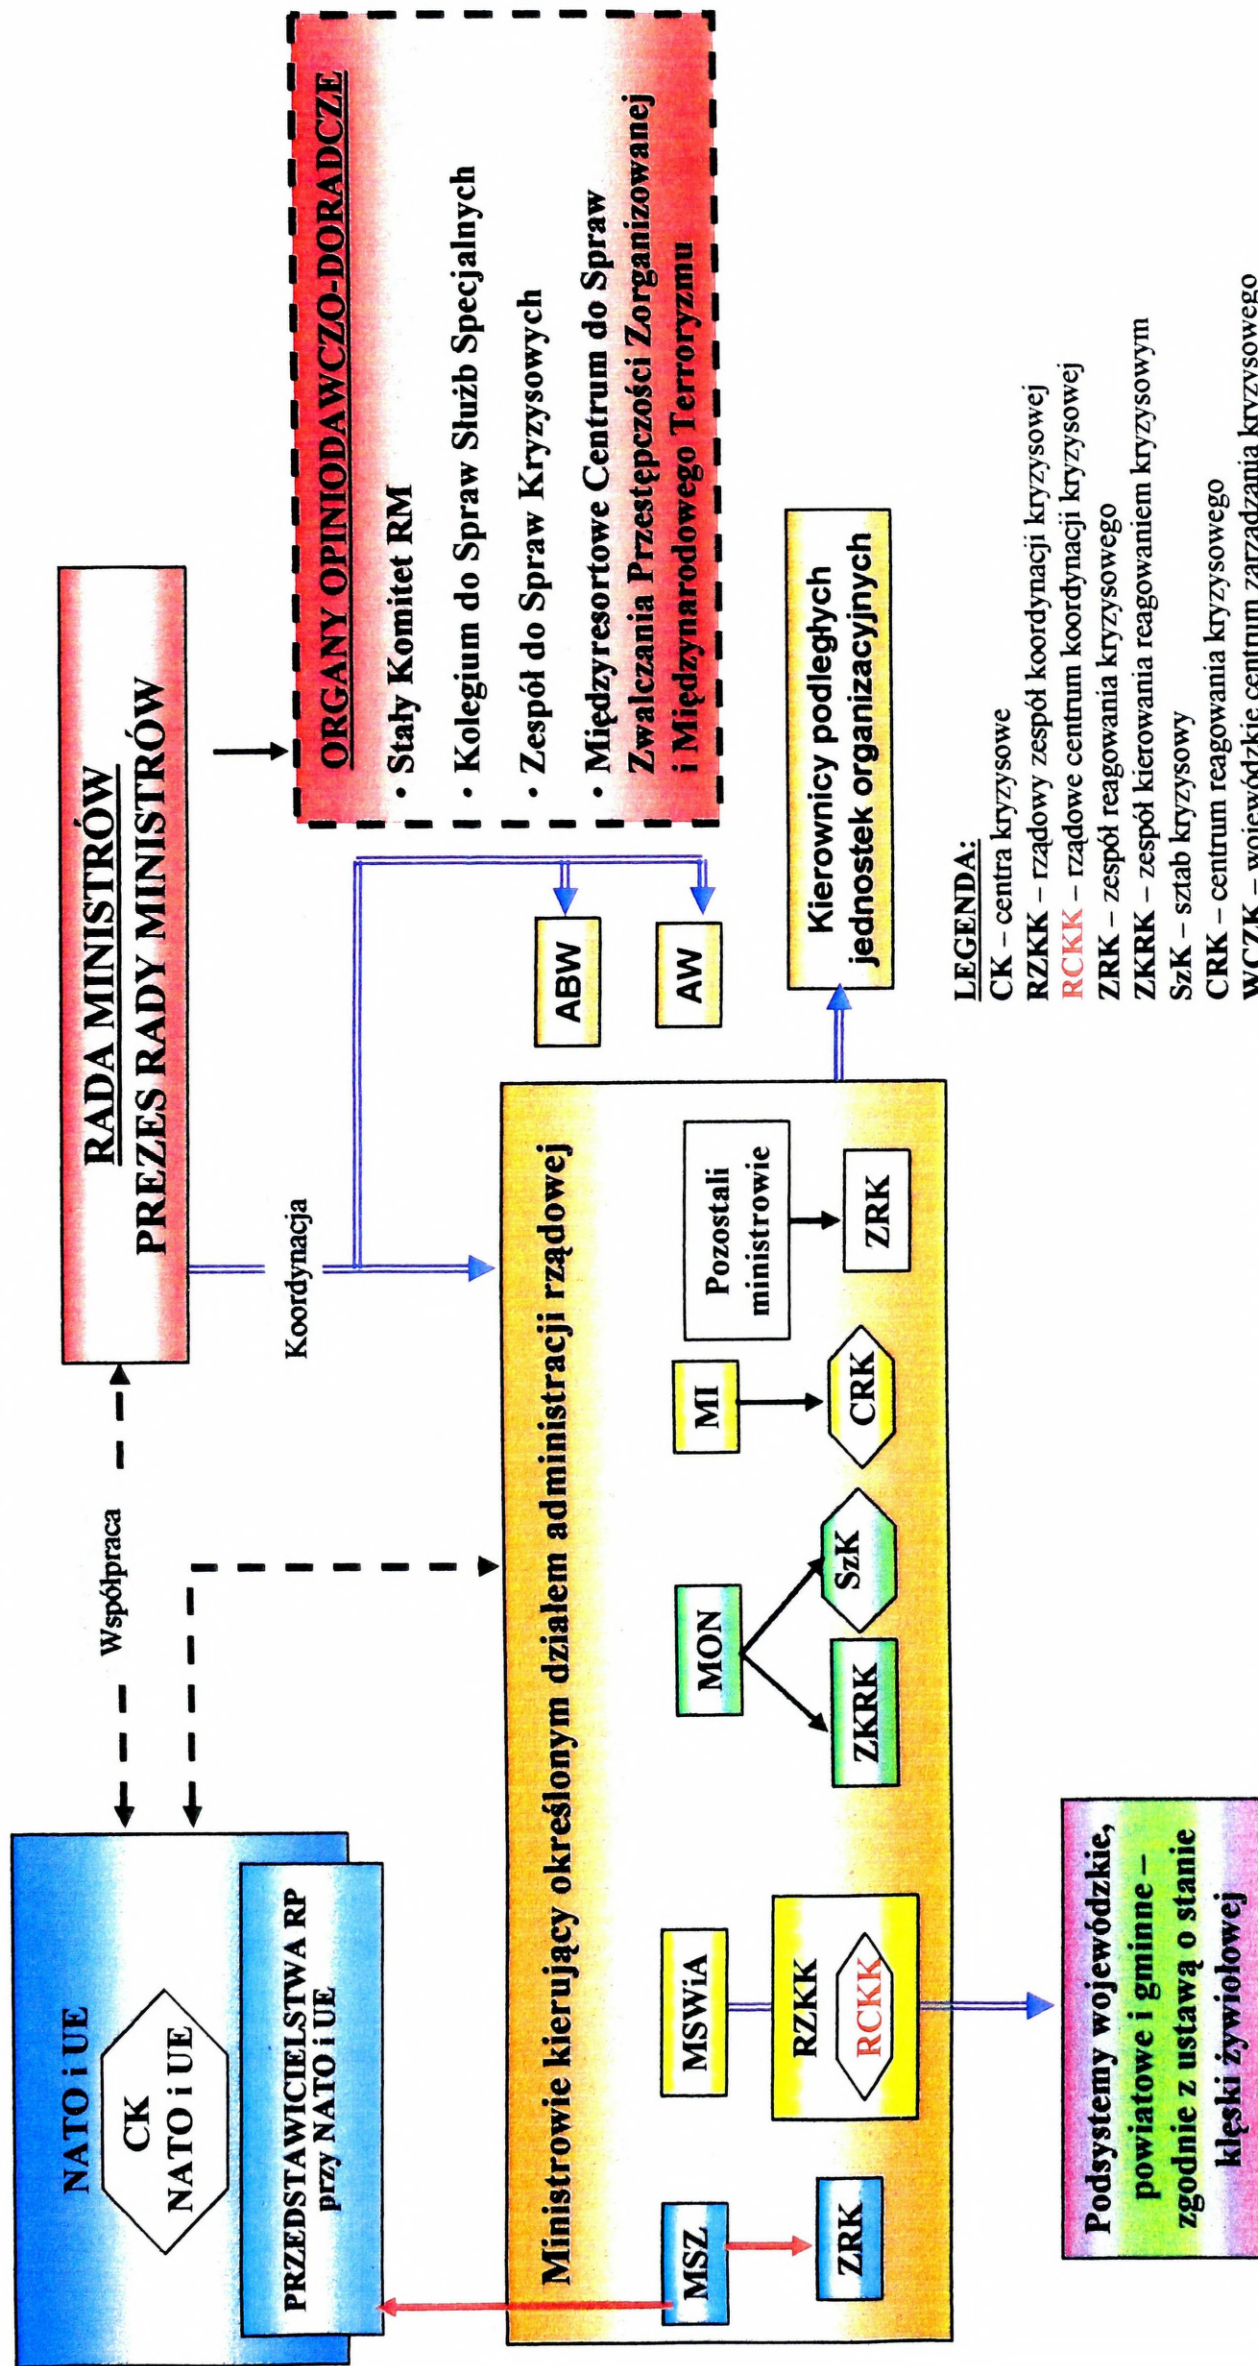 NATO i UE
CK
NATO i UE
PRZEDSTAWICIELSTWA RP
przy NATO i UE
Współpraca
RADA MINISTRÓW
PREZES RADY MINISTRÓW
Koordynacja
ORGANY OPINIODAWCZO-DORADCZE
• Stały Komitet RM
• Kolegium do Spraw Służb Specjalnych
• Zespół do Spraw Kryzysowych
• Międzyresortowe Centrum do Spraw
Zwalczania Przestępczości Zorganizowanej
i Międzynarodowego Terroryzmu
ABW
AW
Ministrowie kierujący określonym działem administracji rządowej
MSZ
ZRK
MSWiA
RZKK
RCKK
MON
ZKRK
SzK
MI
CRK
Pozostali
ministrowie
ZRK
Kierownicy podległych
jednostek organizacyjnych
Podsystemy wojewódzkie,
powiatowe i gminne –
zgodnie z ustawą o stanie
klęski żywiołowej
LEGENDA:
CK – centra kryzysowe
RZKK – rządowy zespół koordynacji kryzysowej
RCKK – rządowe centrum koordynacji kryzysowej
ZRK – zespół reagowania kryzysowego
ZKRK – zespół kierowania reagowaniem kryzysowym
SzK – sztab kryzysowy
CRK – centrum reagowania kryzysowego
WCZK – wojewódzkie centrum zarządzania kryzysowego